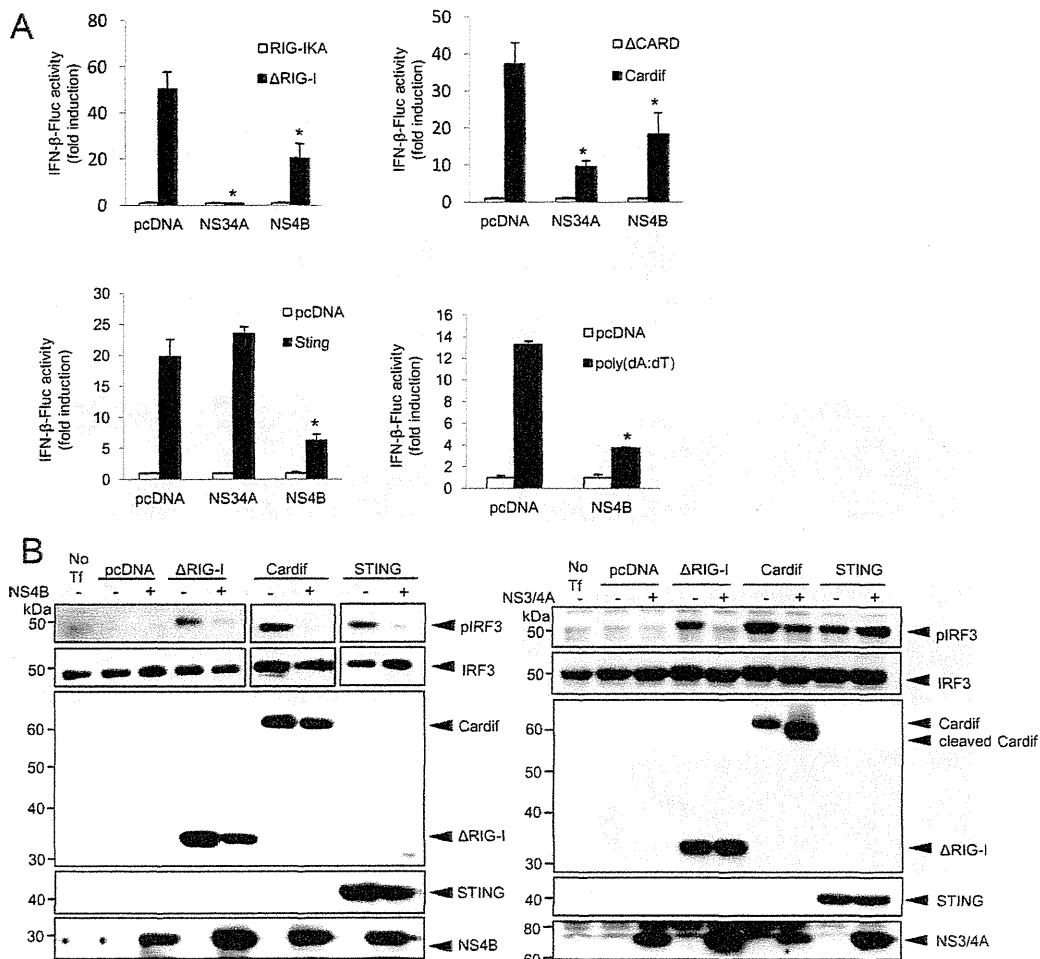 A
IFN-β-Fluc activity
(fold induction)
80
60
40
20
0
RIG-IKA
ΔRIG-I
*
*
pcDNA NS34A NS4B
IFN-β-Fluc activity
(fold induction)
50
40
30
20
10
0
ΔCARD
Cardif
*
*
pcDNA NS34A NS4B
IFN-β-Fluc activity
(fold induction)
30
25
20
15
10
5
0
pcDNA
Sting
*
pcDNA NS34A NS4B
IFN-β-Fluc activity
(fold induction)
16
14
12
10
8
6
4
2
0
pcDNA
poly(dA:dT)
*
pcDNA NS4B
B
No
Tf pcDNA ΔRIG-I Cardif STING
NS4B - - + - + - + - +
kDa
50 pIRF3
50 IRF3
60 Cardif
50
40
ΔRIG-I
30
40 STING
30 NS4B
No
Tf pcDNA ΔRIG-I Cardif STING
NS3/4A - - + - + - + - +
kDa
50 pIRF3
50 IRF3
60 Cardif
cleaved Cardif
50
40
ΔRIG-I
30
40 STING
80 NS3/4A
60